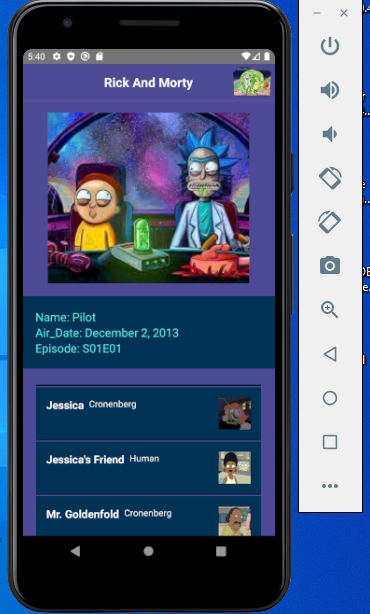 5:40
Rick And Morty
Name: Pilot
Air_Date: December 2, 2013
Episode: S01E01
Jessica Cronenberg
Jessica's Friend Human
Mr. Goldenfold Cronenberg